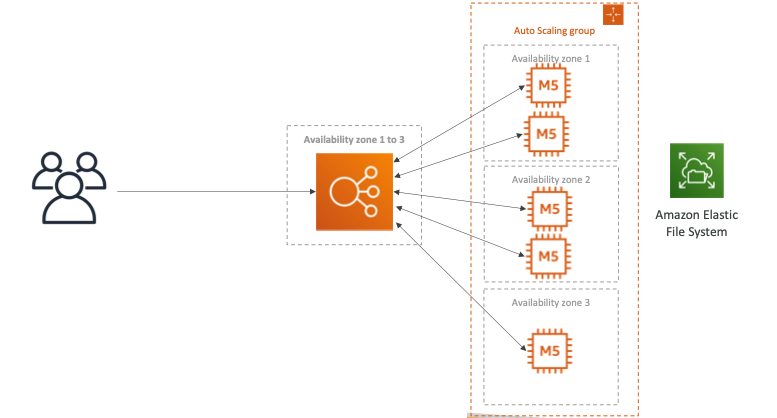 Auto Scaling group
Availability zone 1
M5
M5
Availability zone 1 to 3
Availability zone 2
M5
M5
Amazon Elastic
File System
Availability zone 3
M5